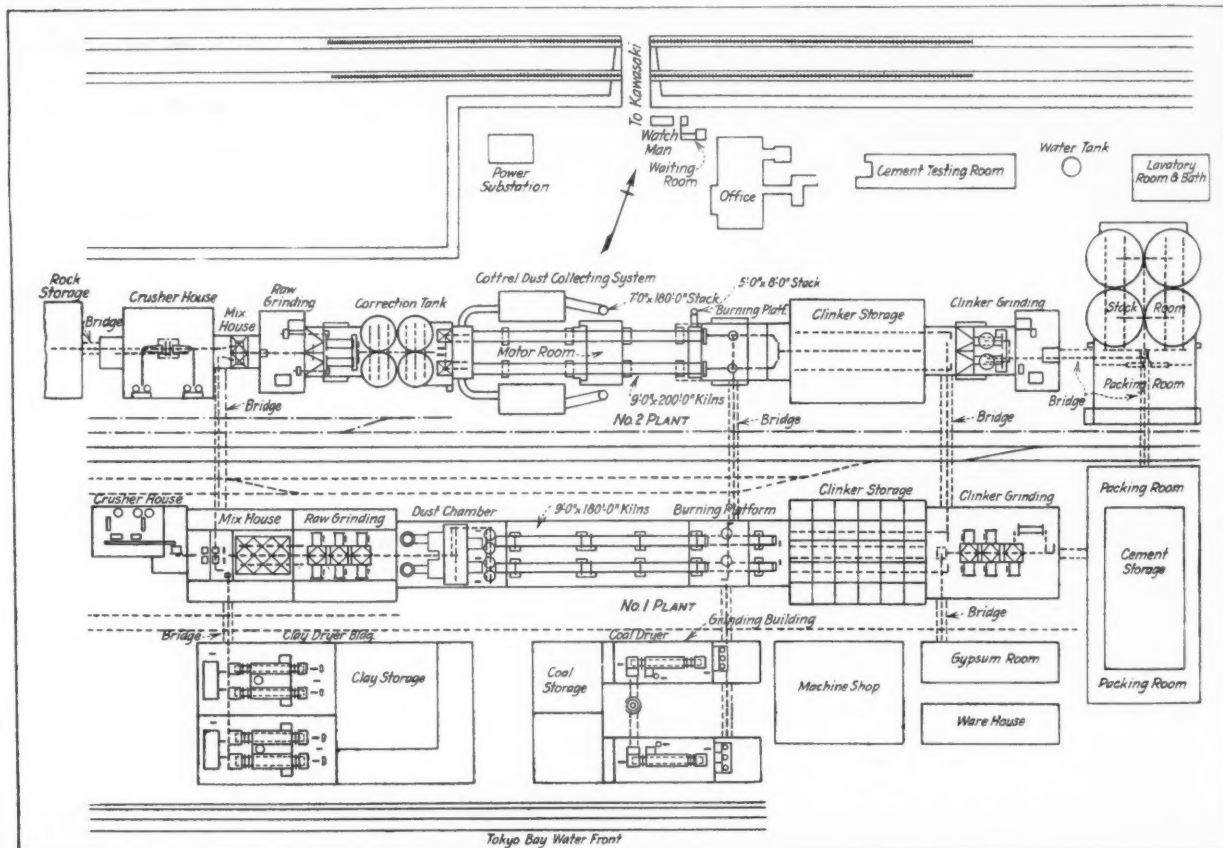 To Kawasaki
Watch
Man
Waiting-
Room
Power
Substation
Office
Cement Testing Room
Water Tank
Lavatory
Room & Bath
Rock
Storage
Bridge
Crusher House
Mix
House
Raw
Grinding
Correction Tank
Cottrel Dust Collecting System
7'-0"x180'-0" Stack
5'-0"x8'-0" Stack
Burning Platf.
Motor Room
9'-0"x200'-0" Kilns
Clinker Storage
Clinker Grinding
Stock Room
Packing Room
Bridge
Bridge
No. 2 PLANT
Bridge
Bridge
Crusher House
Mix House
Raw Grinding
Dust Chamber
9'-0"x180'-0" Kilns
Burning Platform
Clinker Storage
Clinker Grinding
Packing Room
Cement
Storage
Packing Room
No. 1 PLANT
Bridge
Bridge
Clay Dryer Bldg.
Clay Storage
Coal Dryer
Grinding Building
Coal
Storage
Machine Shop
Gypsum Room
Ware House
Tokyo Bay Water Front